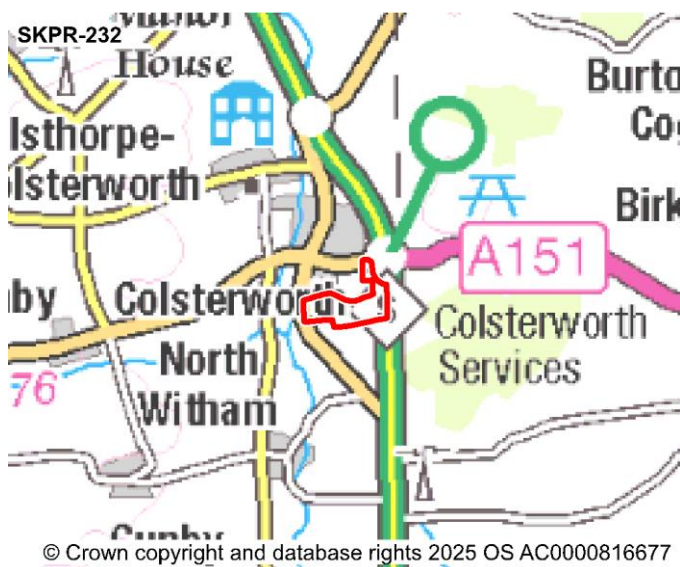 SKPR-232
House
Burto
Co
lsthorpe-
olsterworth
Birk
A151
by
Colsterworth
Colsterworth
Services
North
Witham
76
© Crown copyright and database rights 2025 OS AC0000816677